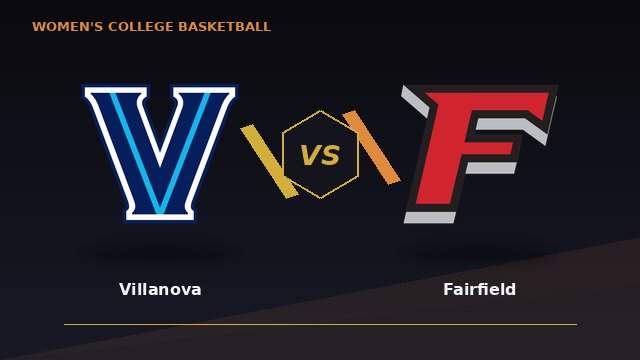 WOMEN'S COLLEGE BASKETBALL
V
VS
F
Villanova
Fairfield